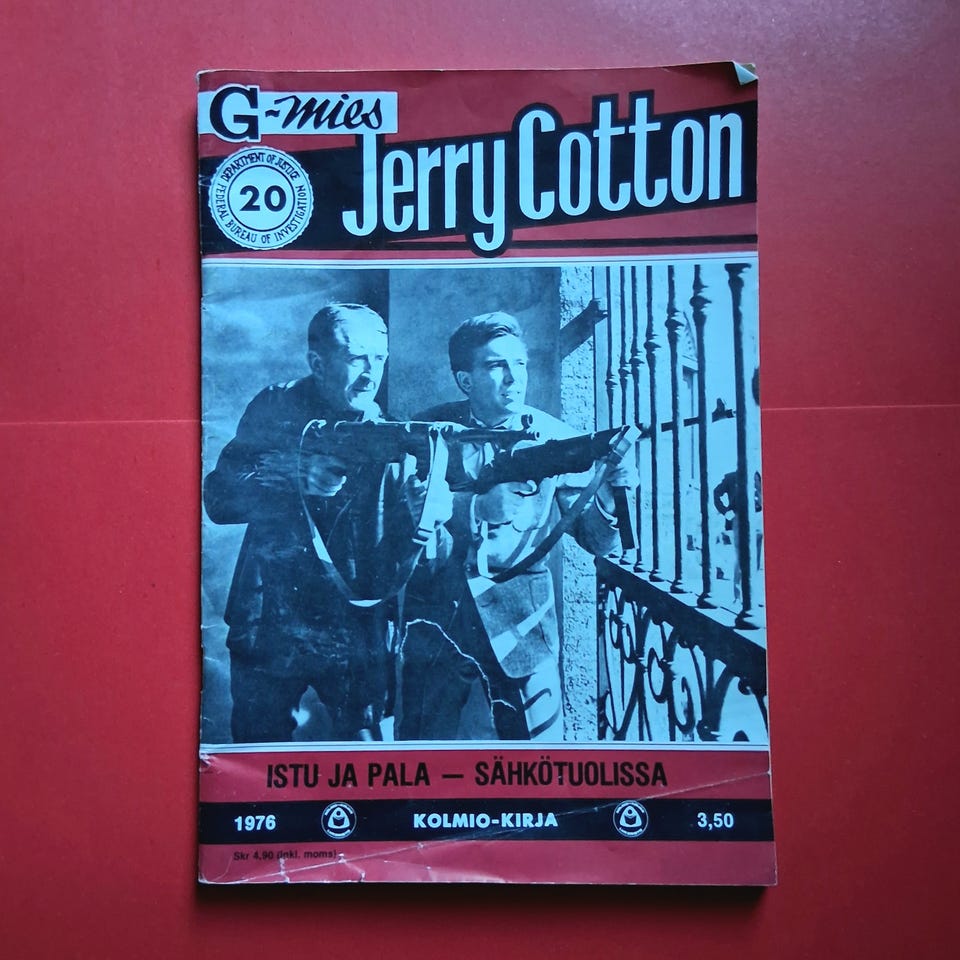 G-mies
Jerry Cotton
DEPARTMENT OF JUSTICE
20
FEDERAL BUREAU OF INVESTIGATION
ISTU JA PALA — SÄHKÖTUOLISSA
1976 KOLMIO-KIRJA 3,50
Skr 4,90 (inkl. moms)